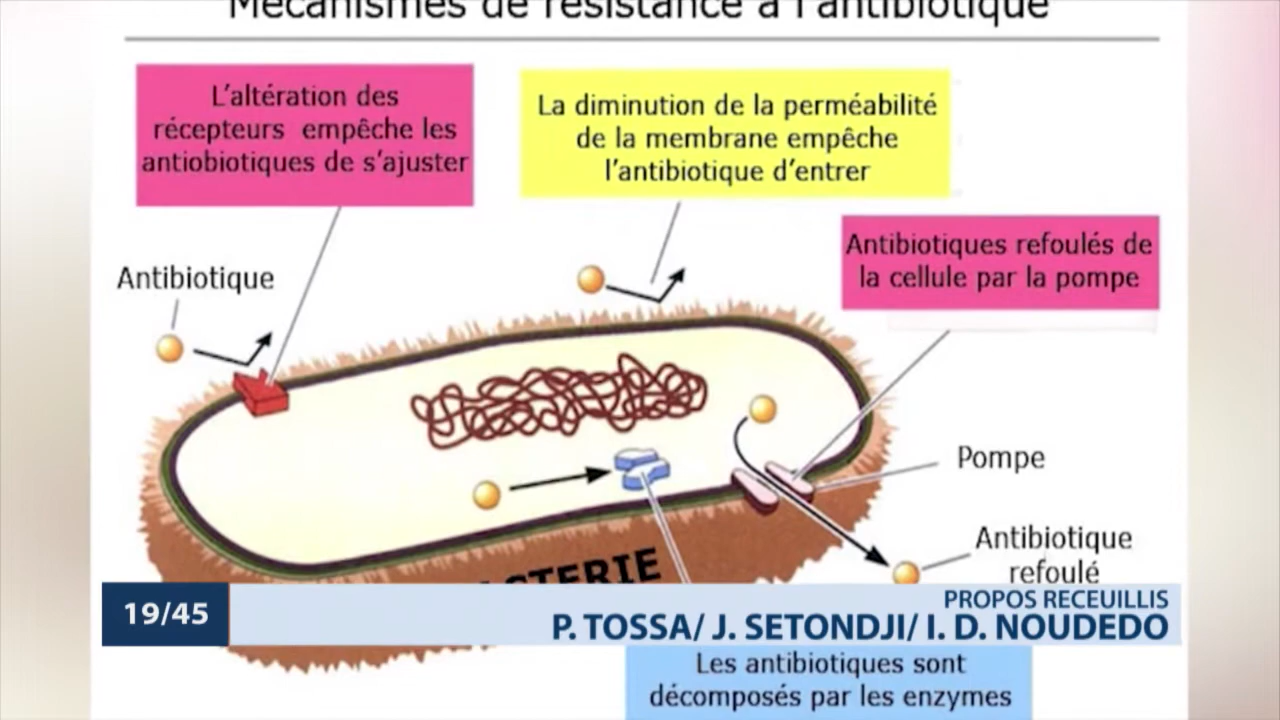 Mécanismes de résistance à l'antibiotique
L'altération des
récepteurs empêche les
antiobiotiques de s'ajuster
La diminution de la perméabilité
de la membrane empêche
l'antibiotique d'entrer
Antibiotiques refoulés de
la cellule par la pompe
Antibiotique
Pompe
Antibiotique
refoulé
19/45
PROPOS RECEUILLIS
P. TOSSA/ J. SETONDJI/ I. D. NOUDEDO
Les antibiotiques sont
décomposés par les enzymes